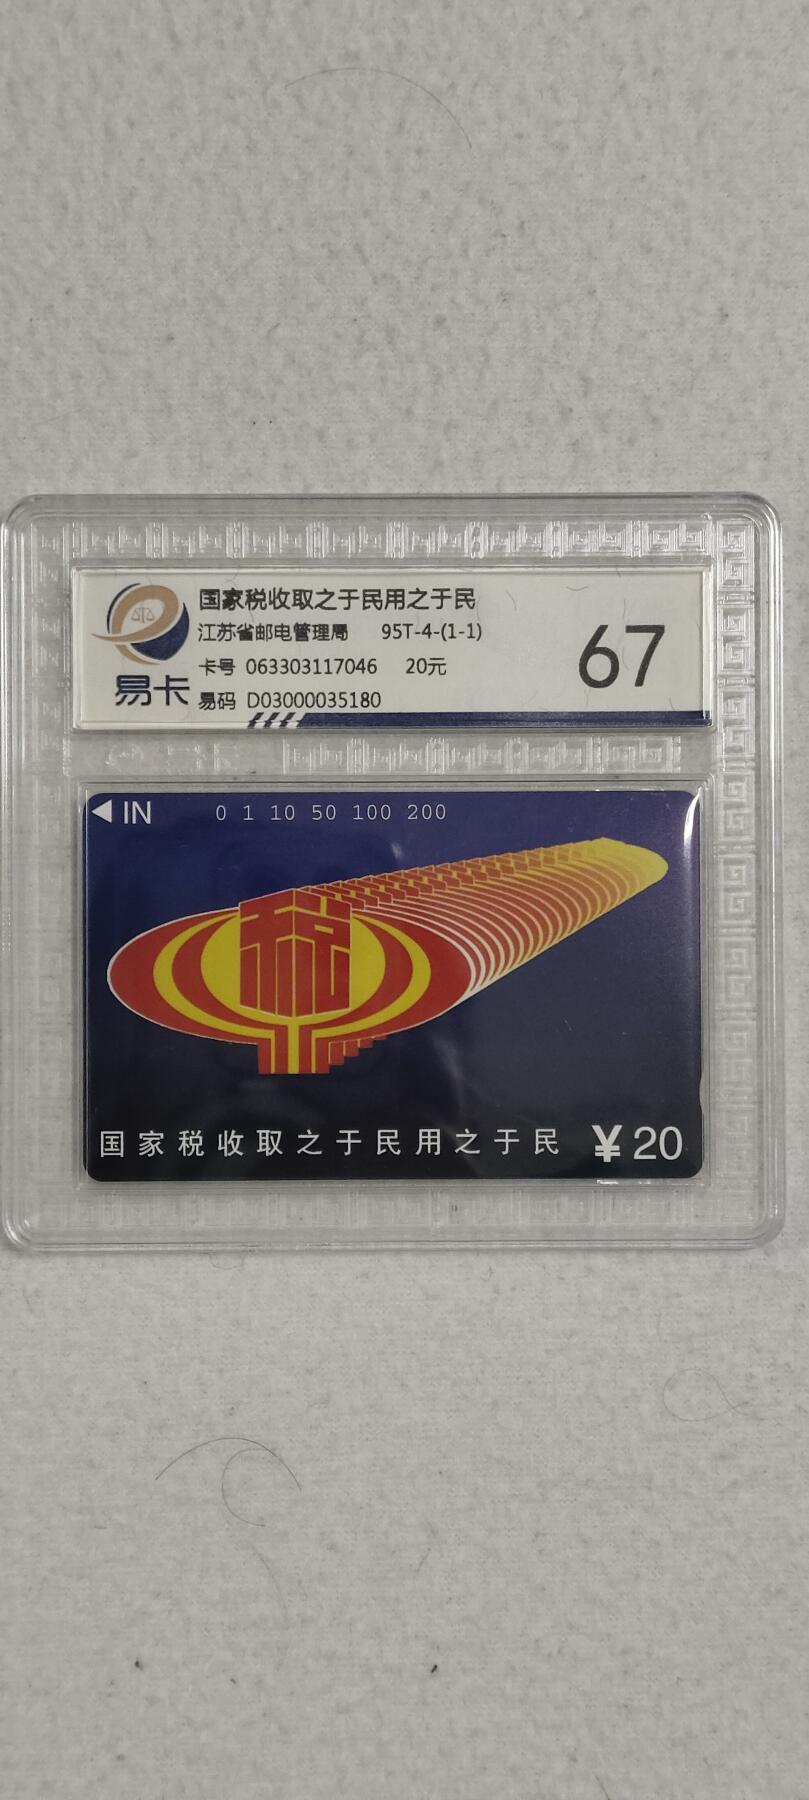 国家税收取之于民用之于民
江苏省邮电管理局 95T-4-(1-1)
卡号 063303117046 20元
易码 D03000035180
易卡
67
◀ IN 0 1 10 50 100 200
税
国家税收取之于民用之于民 ¥20